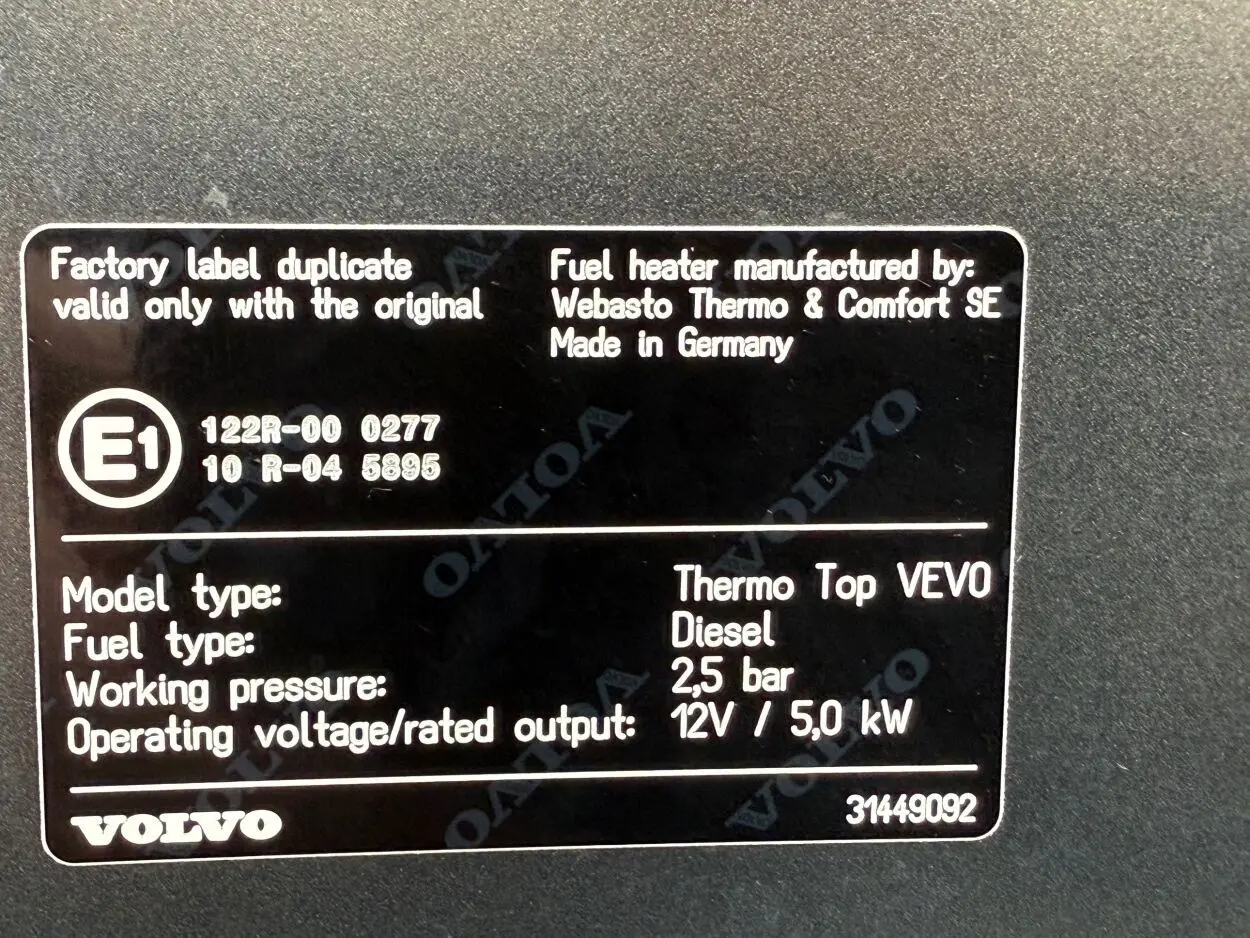 Factory label duplicate
valid only with the original
Fuel heater manufactured by:
Webasto Thermo & Comfort SE
Made in Germany
E1
122R-00 0277
10 R-04 5895
Model type: Thermo Top VEVO
Fuel type: Diesel
Working pressure: 2,5 bar
Operating voltage/rated output: 12V / 5,0 kW
VOLVO 31449092